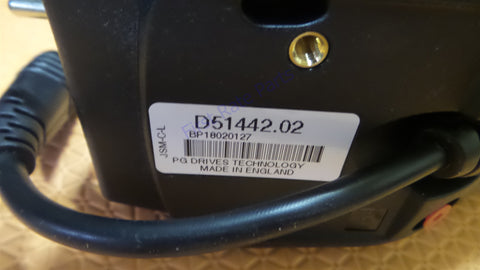 JSM-C-L
D51442.02
BP18020127
PG DRIVES TECHNOLOGY
MADE IN ENGLAND